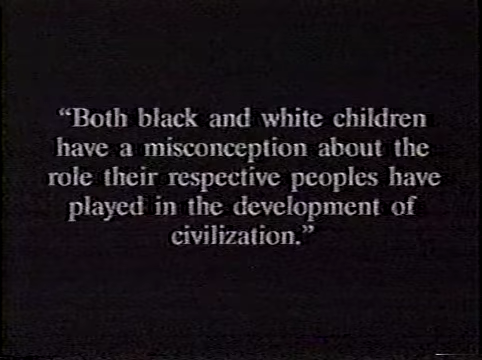 “Both black and white children
have a misconception about the
role their respective peoples have
played in the development of
civilization.”